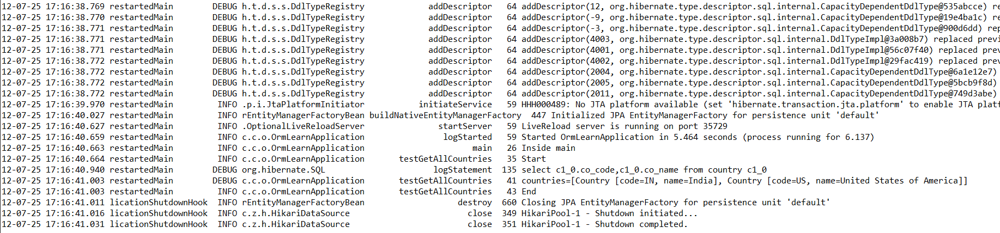 12-07-25 17:16:38.769 restartedMain DEBUG h.t.d.s.s.DdlTypeRegistry addDescriptor 64 addDescriptor(12, org.hibernate.type.descriptor.sql.internal.CapacityDependentDdlType@535abcce) re
12-07-25 17:16:38.770 restartedMain DEBUG h.t.d.s.s.DdlTypeRegistry addDescriptor 64 addDescriptor(-9, org.hibernate.type.descriptor.sql.internal.CapacityDependentDdlType@19e4ba1c) re
12-07-25 17:16:38.771 restartedMain DEBUG h.t.d.s.s.DdlTypeRegistry addDescriptor 64 addDescriptor(-3, org.hibernate.type.descriptor.sql.internal.CapacityDependentDdlType@900d6dd) rep
12-07-25 17:16:38.771 restartedMain DEBUG h.t.d.s.s.DdlTypeRegistry addDescriptor 64 addDescriptor(4003, org.hibernate.type.descriptor.sql.internal.DdlTypeImpl@3a008b7) replaced previ
12-07-25 17:16:38.771 restartedMain DEBUG h.t.d.s.s.DdlTypeRegistry addDescriptor 64 addDescriptor(4001, org.hibernate.type.descriptor.sql.internal.DdlTypeImpl@56c07f40) replaced prev
12-07-25 17:16:38.772 restartedMain DEBUG h.t.d.s.s.DdlTypeRegistry addDescriptor 64 addDescriptor(4002, org.hibernate.type.descriptor.sql.internal.DdlTypeImpl@29fac419) replaced prev
12-07-25 17:16:38.772 restartedMain DEBUG h.t.d.s.s.DdlTypeRegistry addDescriptor 64 addDescriptor(2004, org.hibernate.type.descriptor.sql.internal.CapacityDependentDdlType@6a1e12e7)
12-07-25 17:16:38.772 restartedMain DEBUG h.t.d.s.s.DdlTypeRegistry addDescriptor 64 addDescriptor(2005, org.hibernate.type.descriptor.sql.internal.CapacityDependentDdlType@5bcb9f8d)
12-07-25 17:16:38.772 restartedMain DEBUG h.t.d.s.s.DdlTypeRegistry addDescriptor 64 addDescriptor(2011, org.hibernate.type.descriptor.sql.internal.CapacityDependentDdlType@749d3abe)
12-07-25 17:16:39.970 restartedMain INFO .p.i.JtaPlatformInitiator initiateService 59 HHH000489: No JTA platform available (set 'hibernate.transaction.jta.platform' to enable JTA platf
12-07-25 17:16:40.027 restartedMain INFO rEntityManagerFactoryBean buildNativeEntityManagerFactory 447 Initialized JPA EntityManagerFactory for persistence unit 'default'
12-07-25 17:16:40.627 restartedMain INFO .OptionalLiveReloadServer startServer 59 LiveReload server is running on port 35729
12-07-25 17:16:40.659 restartedMain INFO c.c.o.OrmLearnApplication logStarted 59 Started OrmLearnApplication in 5.464 seconds (process running for 6.137)
12-07-25 17:16:40.663 restartedMain INFO c.c.o.OrmLearnApplication main 26 Inside main
12-07-25 17:16:40.664 restartedMain INFO c.c.o.OrmLearnApplication testGetAllCountries 35 Start
12-07-25 17:16:40.940 restartedMain DEBUG org.hibernate.SQL logStatement 135 select c1_0.co_code,c1_0.co_name from country c1_0
12-07-25 17:16:41.003 restartedMain DEBUG c.c.o.OrmLearnApplication testGetAllCountries 41 countries=[Country [code=IN, name=India], Country [code=US, name=United States of America]]
12-07-25 17:16:41.003 restartedMain INFO c.c.o.OrmLearnApplication testGetAllCountries 43 End
12-07-25 17:16:41.011 licationShutdownHook INFO rEntityManagerFactoryBean destroy 660 Closing JPA EntityManagerFactory for persistence unit 'default'
12-07-25 17:16:41.016 licationShutdownHook INFO c.z.h.HikariDataSource close 349 HikariPool-1 - Shutdown initiated...
12-07-25 17:16:41.031 licationShutdownHook INFO c.z.h.HikariDataSource close 351 HikariPool-1 - Shutdown completed.